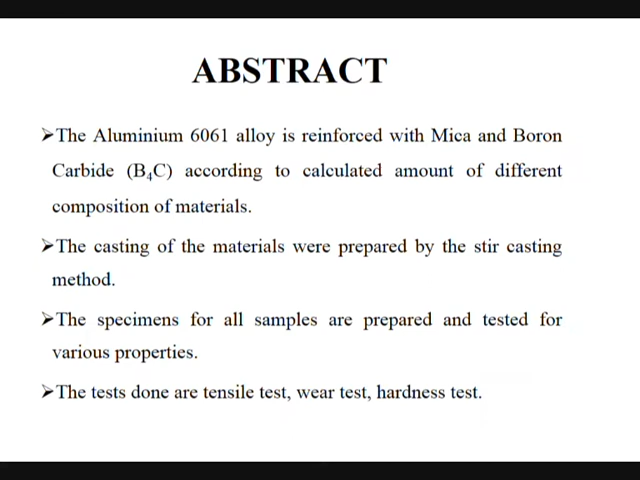 ABSTRACT
➢The Aluminium 6061 alloy is reinforced with Mica and Boron
Carbide (B₄C) according to calculated amount of different
composition of materials.
➢The casting of the materials were prepared by the stir casting
method.
➢The specimens for all samples are prepared and tested for
various properties.
➢The tests done are tensile test, wear test, hardness test.